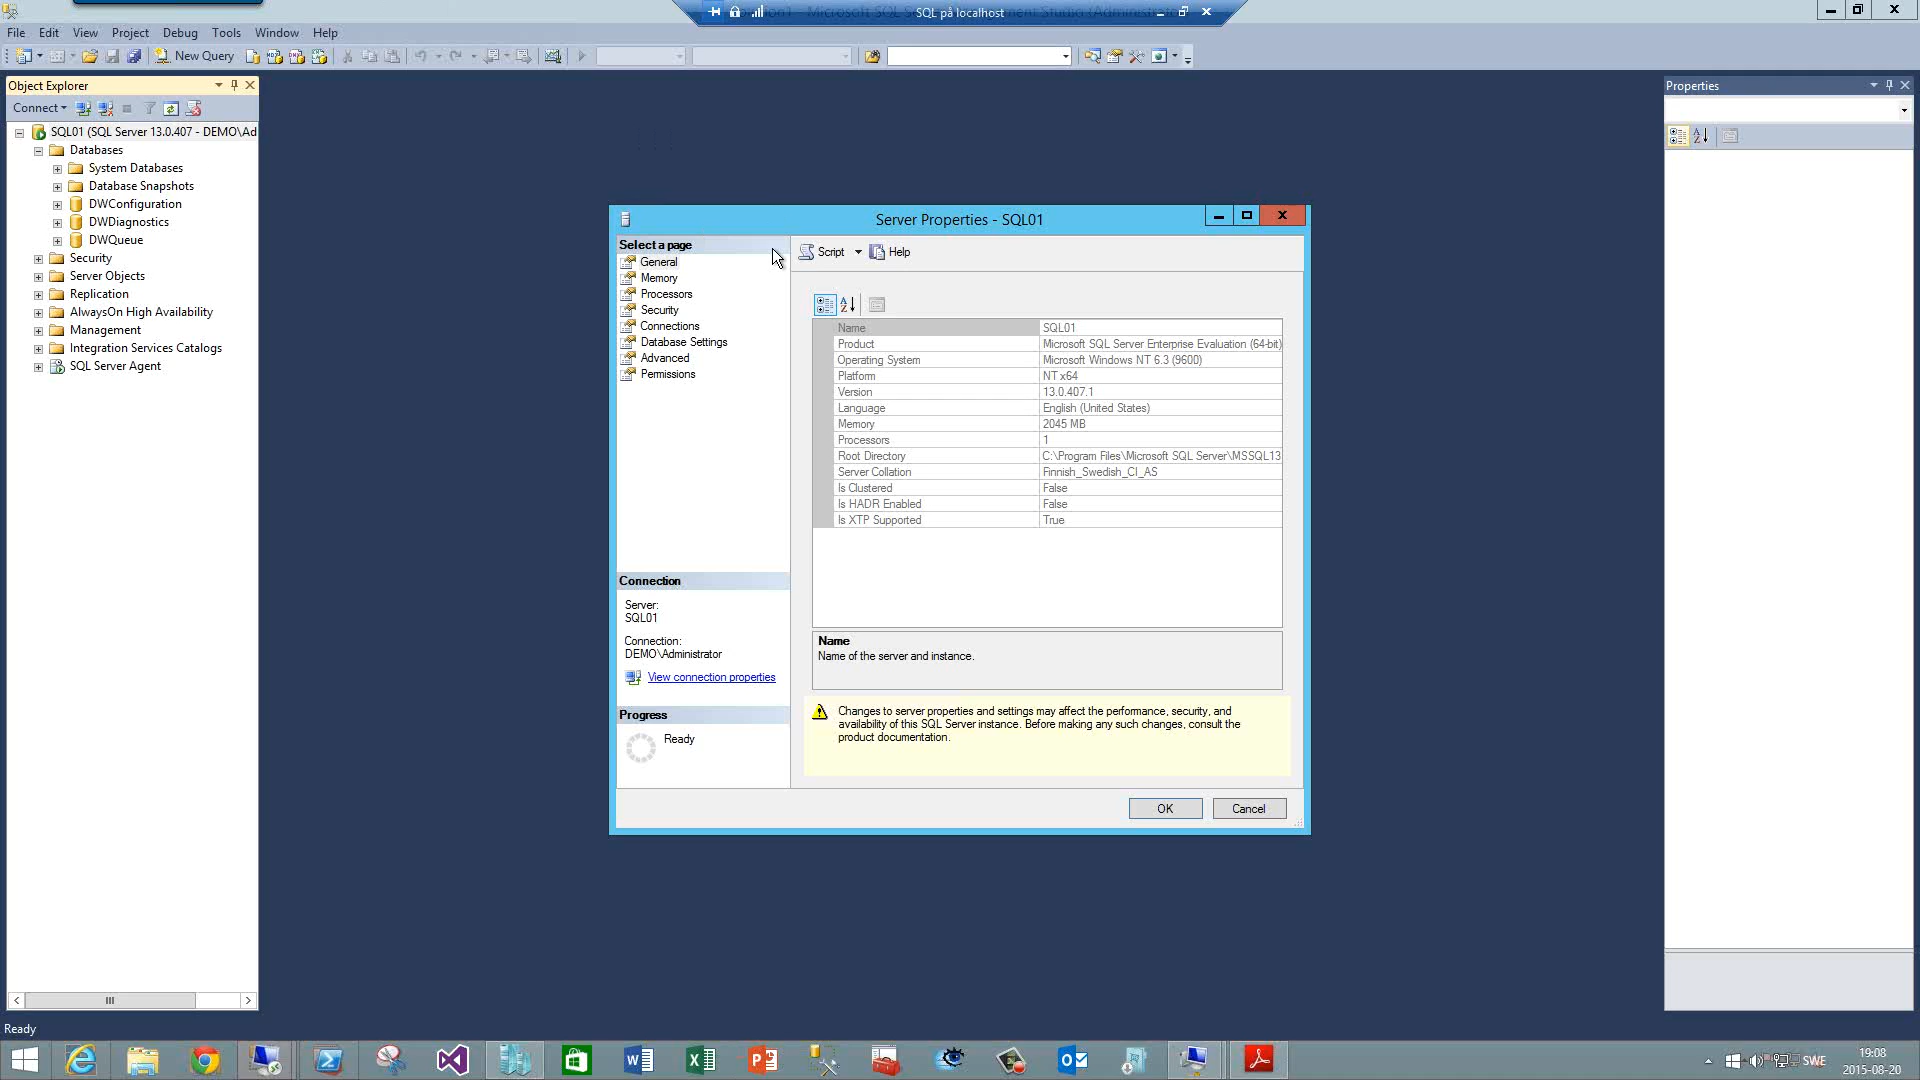 SQL på localhost
File Edit View Project Debug Tools Window Help
New Query
Object Explorer
Connect
SQL01 (SQL Server 13.0.407 - DEMO\Ad
Databases
System Databases
Database Snapshots
DWConfiguration
DWDiagnostics
DWQueue
Security
Server Objects
Replication
AlwaysOn High Availability
Management
Integration Services Catalogs
SQL Server Agent
Server Properties - SQL01
Select a page
General
Memory
Processors
Security
Connections
Database Settings
Advanced
Permissions
Connection
Server:
SQL01
Connection:
DEMO\Administrator
View connection properties
Progress
Ready
Script Help
Name SQL01
Product Microsoft SQL Server Enterprise Evaluation (64-bit)
Operating System Microsoft Windows NT 6.3 (9600)
Platform NT x64
Version 13.0.407.1
Language English (United States)
Memory 2045 MB
Processors 1
Root Directory C:\Program Files\Microsoft SQL Server\MSSQL13
Server Collation Finnish_Swedish_CI_AS
Is Clustered False
Is HADR Enabled False
Is XTP Supported True
Name
Name of the server and instance.
Changes to server properties and settings may affect the performance, security, and
availability of this SQL Server instance. Before making any such changes, consult the
product documentation.
OK Cancel
Properties
Ready
SWE
19:08
2015-08-20